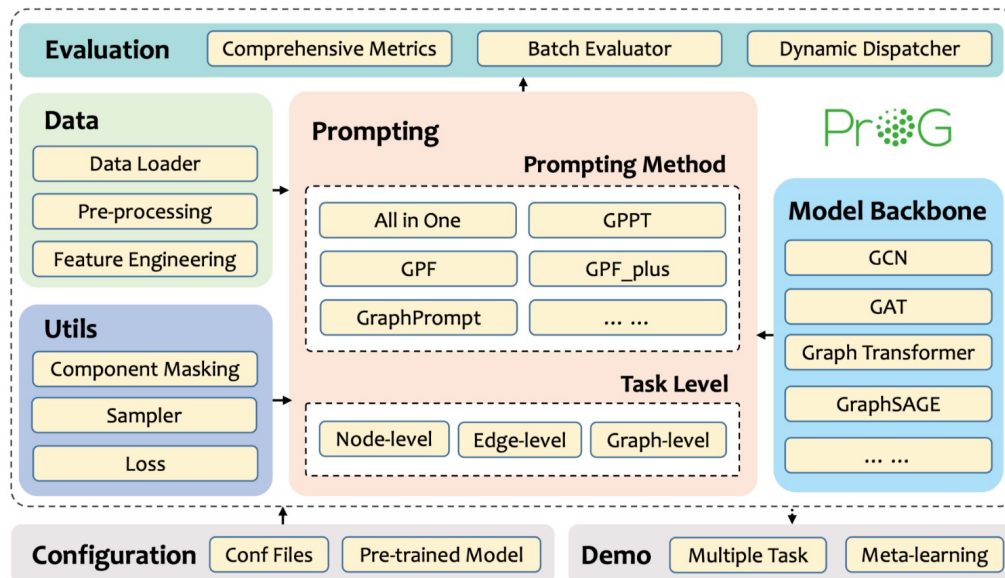 Evaluation
Comprehensive Metrics
Batch Evaluator
Dynamic Dispatcher
Data
Data Loader
Pre-processing
Feature Engineering
Utils
Component Masking
Sampler
Loss
Prompting
Prompting Method
All in One
GPPT
GPF
GPF_plus
GraphPrompt
... ...
Task Level
Node-level
Edge-level
Graph-level
ProG
Model Backbone
GCN
GAT
Graph Transformer
GraphSAGE
... ...
Configuration
Conf Files
Pre-trained Model
Demo
Multiple Task
Meta-learning